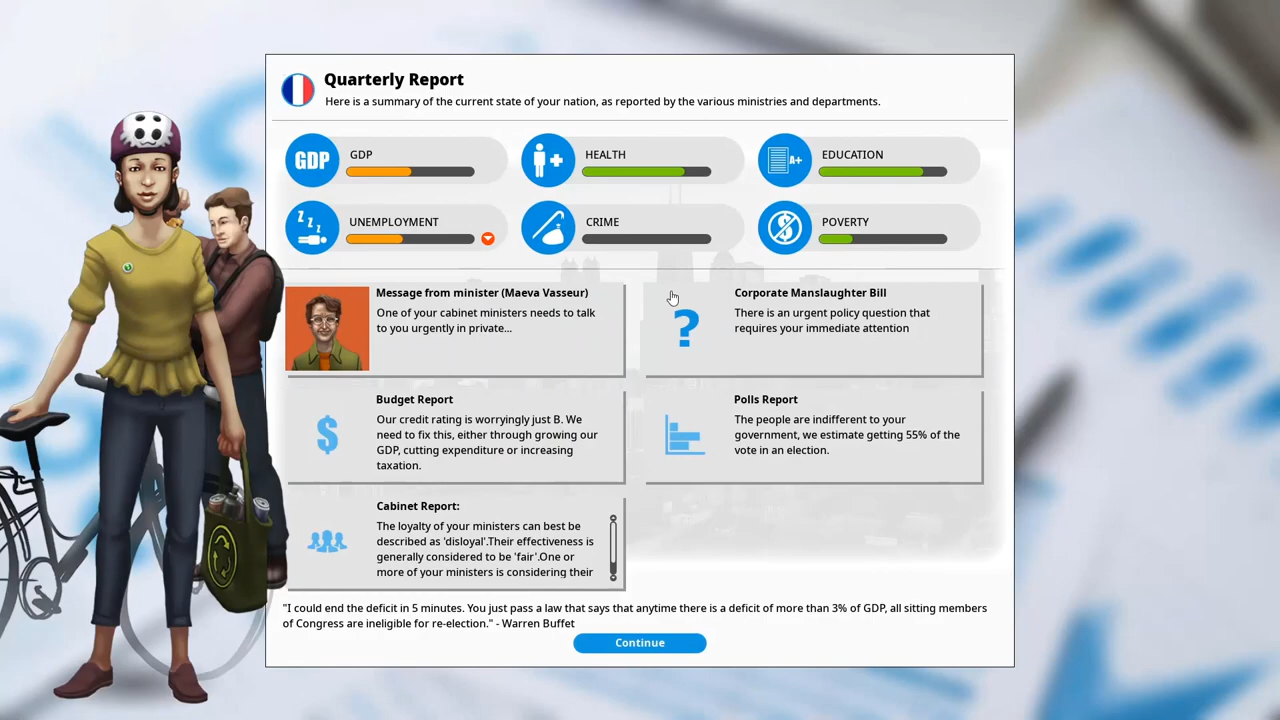 Quarterly Report
Here is a summary of the current state of your nation, as reported by the various ministries and departments.
GDP
GDP
HEALTH
A+
EDUCATION
Z Z Z
UNEMPLOYMENT
CRIME
$
POVERTY
Message from minister (Maeva Vasseur)
One of your cabinet ministers needs to talk
to you urgently in private...
?
Corporate Manslaughter Bill
There is an urgent policy question that
requires your immediate attention
$
Budget Report
Our credit rating is worryingly just B. We
need to fix this, either through growing our
GDP, cutting expenditure or increasing
taxation.
Polls Report
The people are indifferent to your
government, we estimate getting 55% of the
vote in an election.
Cabinet Report:
The loyalty of your ministers can best be
described as 'disloyal'.Their effectiveness is
generally considered to be 'fair'.One or
more of your ministers is considering their
"I could end the deficit in 5 minutes. You just pass a law that says that anytime there is a deficit of more than 3% of GDP, all sitting members
of Congress are ineligible for re-election." - Warren Buffet
Continue